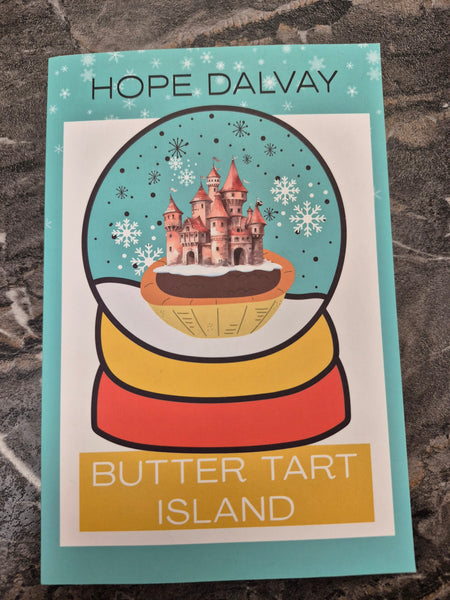 HOPE DALVAY
BUTTER TART
ISLAND